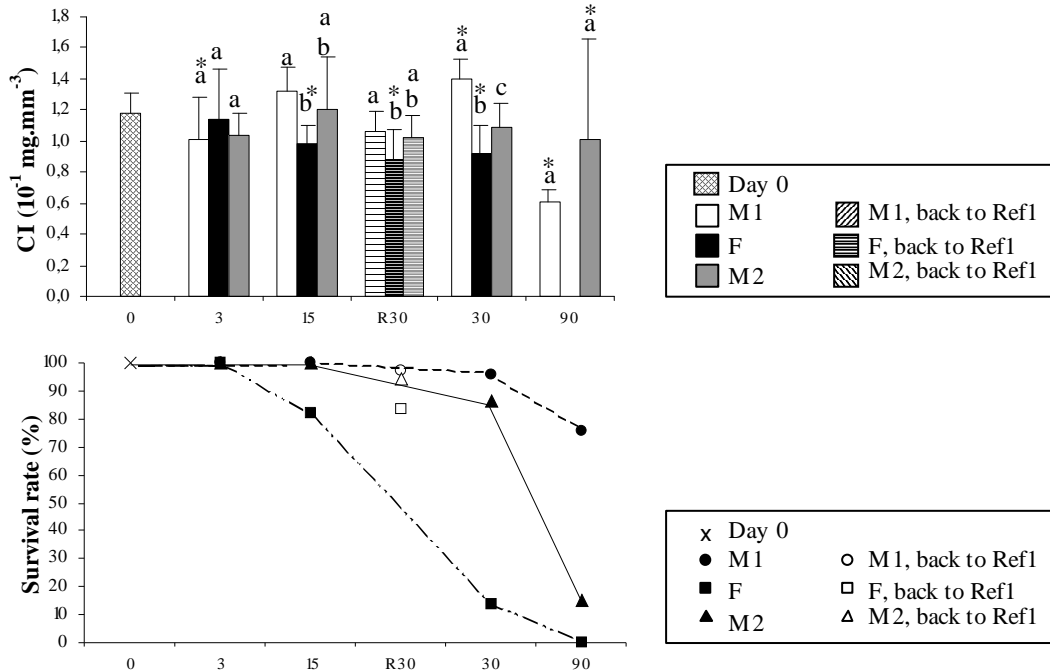 CI (10⁻¹ mg.mm⁻³)
1,8
1,6
1,4
1,2
1,0
0,8
0,6
0,4
0,2
0,0
* a a a
a b* a b
a * b a b
* a * b c
* a * a
0 3 15 R30 30 90
Day 0
M1 M1, back to Ref1
F F, back to Ref1
M2 M2, back to Ref1
Survival rate (%)
100
90
80
70
60
50
40
30
20
10
0
0 3 15 R30 30 90
x Day 0
M1 M1, back to Ref1
F F, back to Ref1
M2 M2, back to Ref1